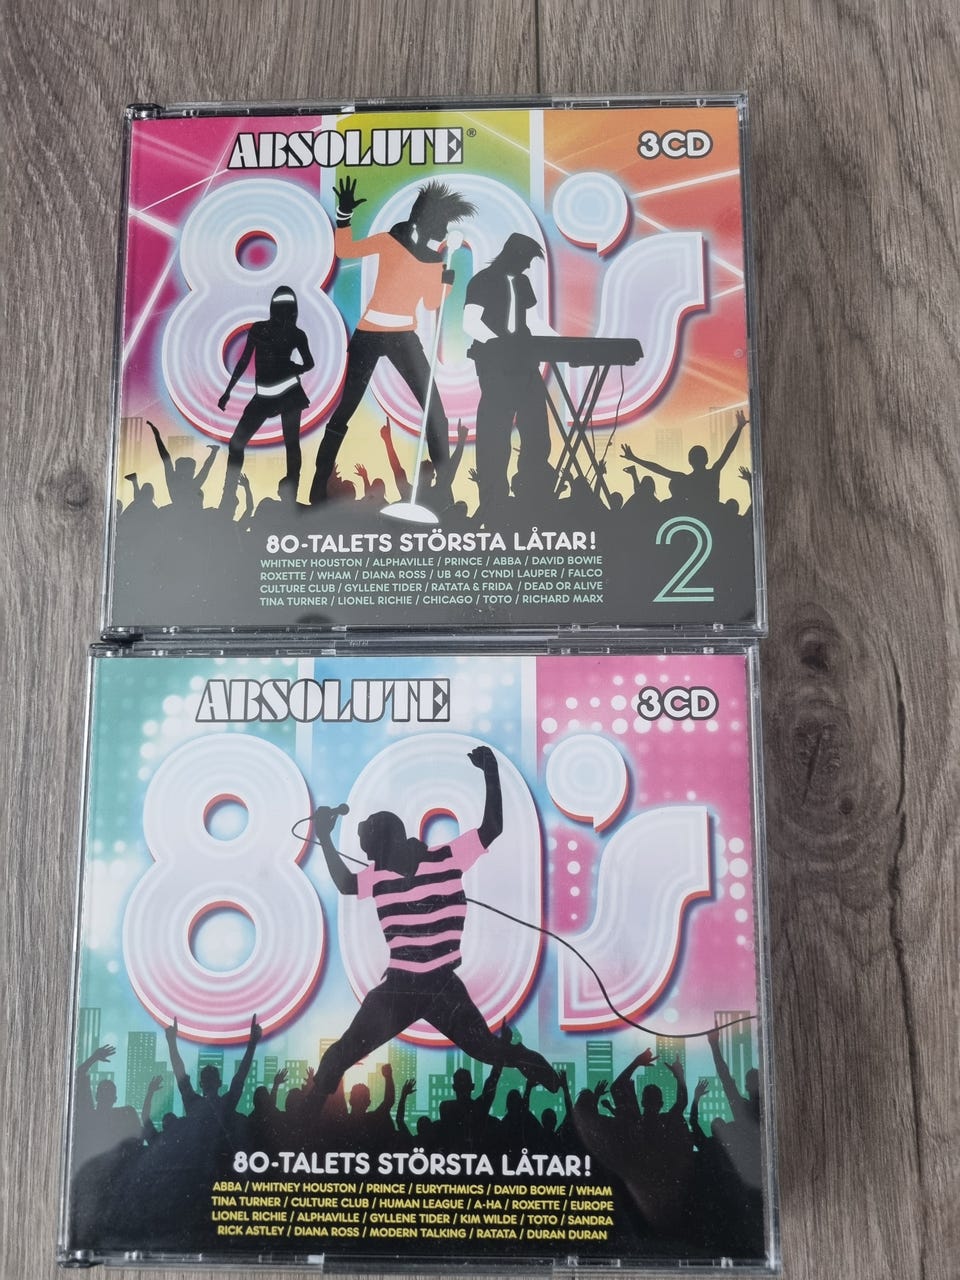 ABSOLUTE®
3CD
80's
80-TALETS STÖRSTA LÅTAR!
WHITNEY HOUSTON / ALPHAVILLE / PRINCE / ABBA / DAVID BOWIE
ROXETTE / WHAM / DIANA ROSS / UB 40 / CYNDI LAUPER / FALCO
CULTURE CLUB / GYLLENE TIDER / RATATA & FRIDA / DEAD OR ALIVE
TINA TURNER / LIONEL RICHIE / CHICAGO / TOTO / RICHARD MARX
2
ABSOLUTE
3CD
80's
80-TALETS STÖRSTA LÅTAR!
ABBA / WHITNEY HOUSTON / PRINCE / EURYTHMICS / DAVID BOWIE / WHAM
TINA TURNER / CULTURE CLUB / HUMAN LEAGUE / A-HA / ROXETTE / EUROPE
LIONEL RICHIE / ALPHAVILLE / GYLLENE TIDER / KIM WILDE / TOTO / SANDRA
RICK ASTLEY / DIANA ROSS / MODERN TALKING / RATATA / DURAN DURAN